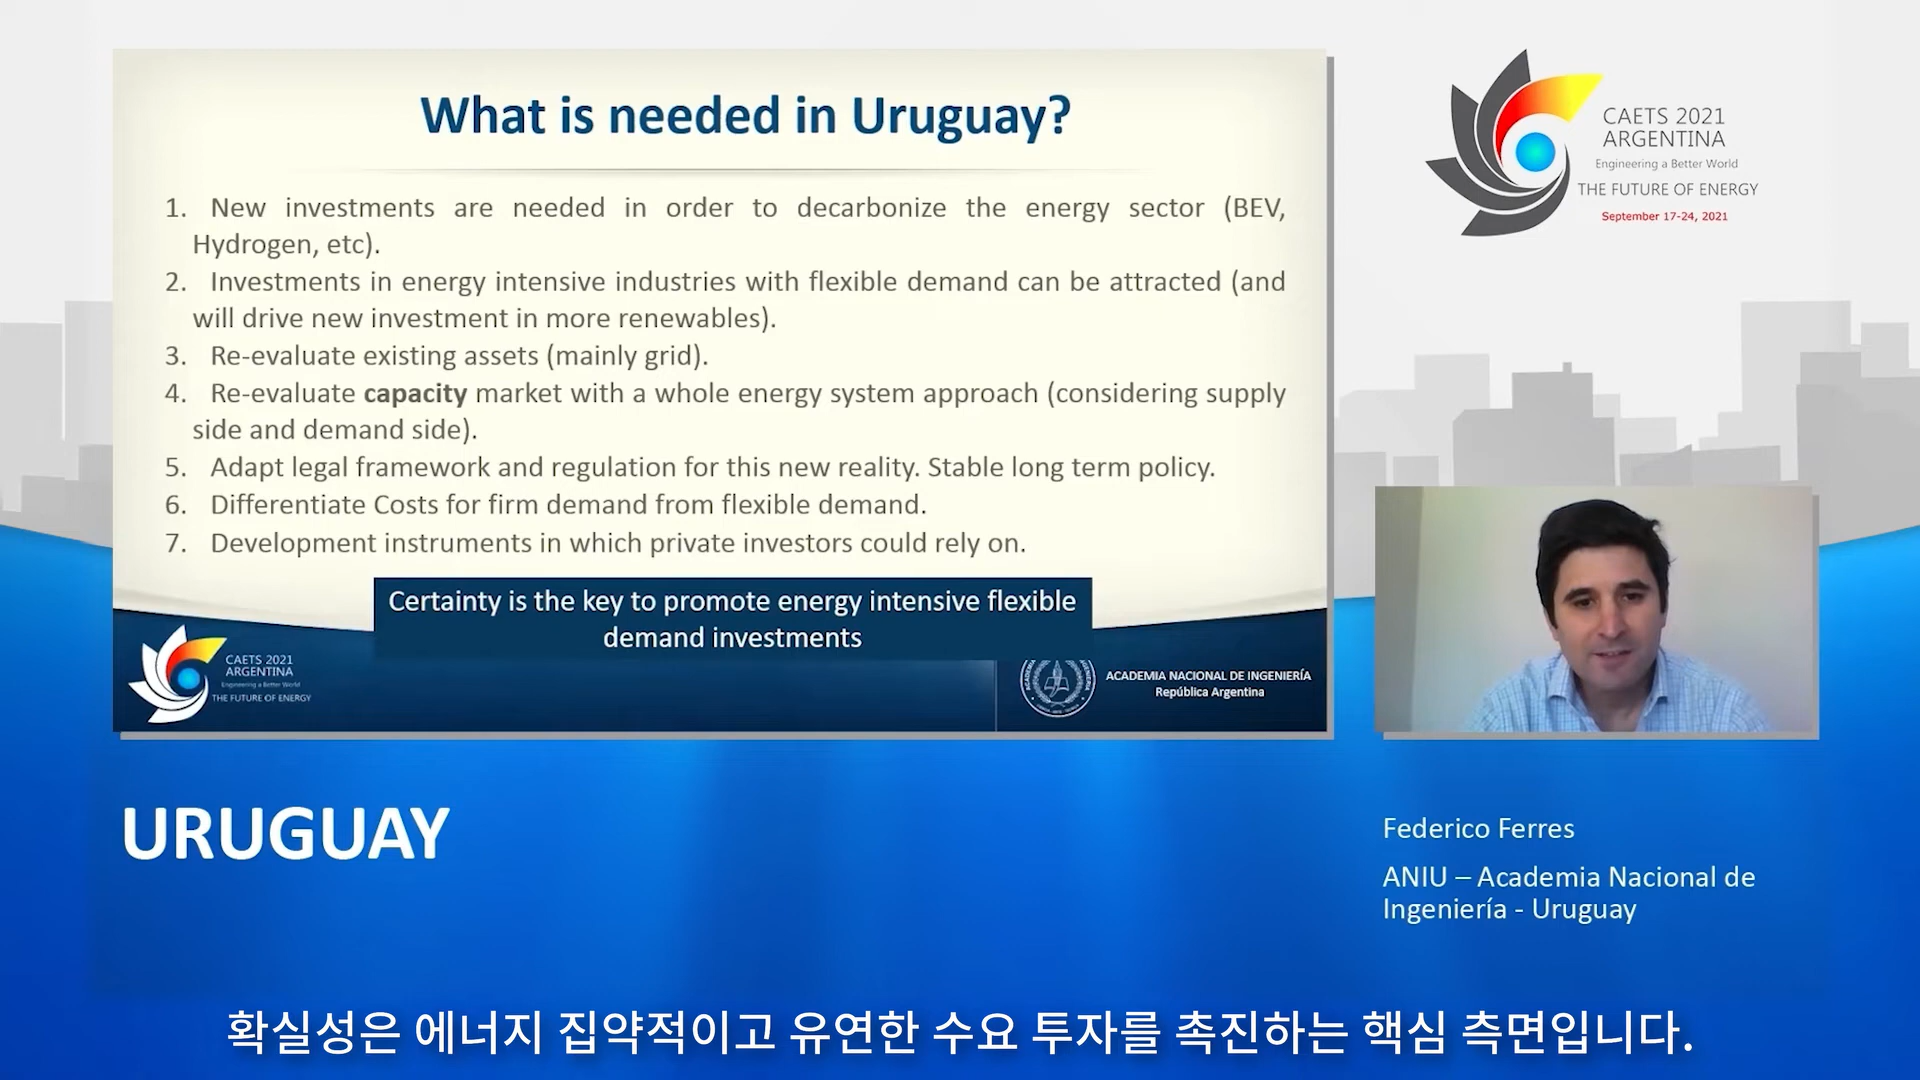 What is needed in Uruguay?
1. New investments are needed in order to decarbonize the energy sector (BEV,
Hydrogen, etc).
2. Investments in energy intensive industries with flexible demand can be attracted (and
will drive new investment in more renewables).
3. Re-evaluate existing assets (mainly grid).
4. Re-evaluate capacity market with a whole energy system approach (considering supply
side and demand side).
5. Adapt legal framework and regulation for this new reality. Stable long term policy.
6. Differentiate Costs for firm demand from flexible demand.
7. Development instruments in which private investors could rely on.
Certainty is the key to promote energy intensive flexible
demand investments
CAETS 2021
ARGENTINA
Engineering a Better World
THE FUTURE OF ENERGY
ACADEMIA NACIONAL DE INGENIERÍA
República Argentina
CAETS 2021
ARGENTINA
Engineering a Better World
THE FUTURE OF ENERGY
September 17-24, 2021
URUGUAY
Federico Ferres
ANIU – Academia Nacional de
Ingeniería - Uruguay
확실성은 에너지 집약적이고 유연한 수요 투자를 촉진하는 핵심 측면입니다.